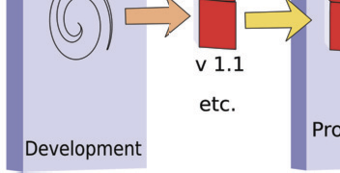 v 1.1
etc.
Development
Pro